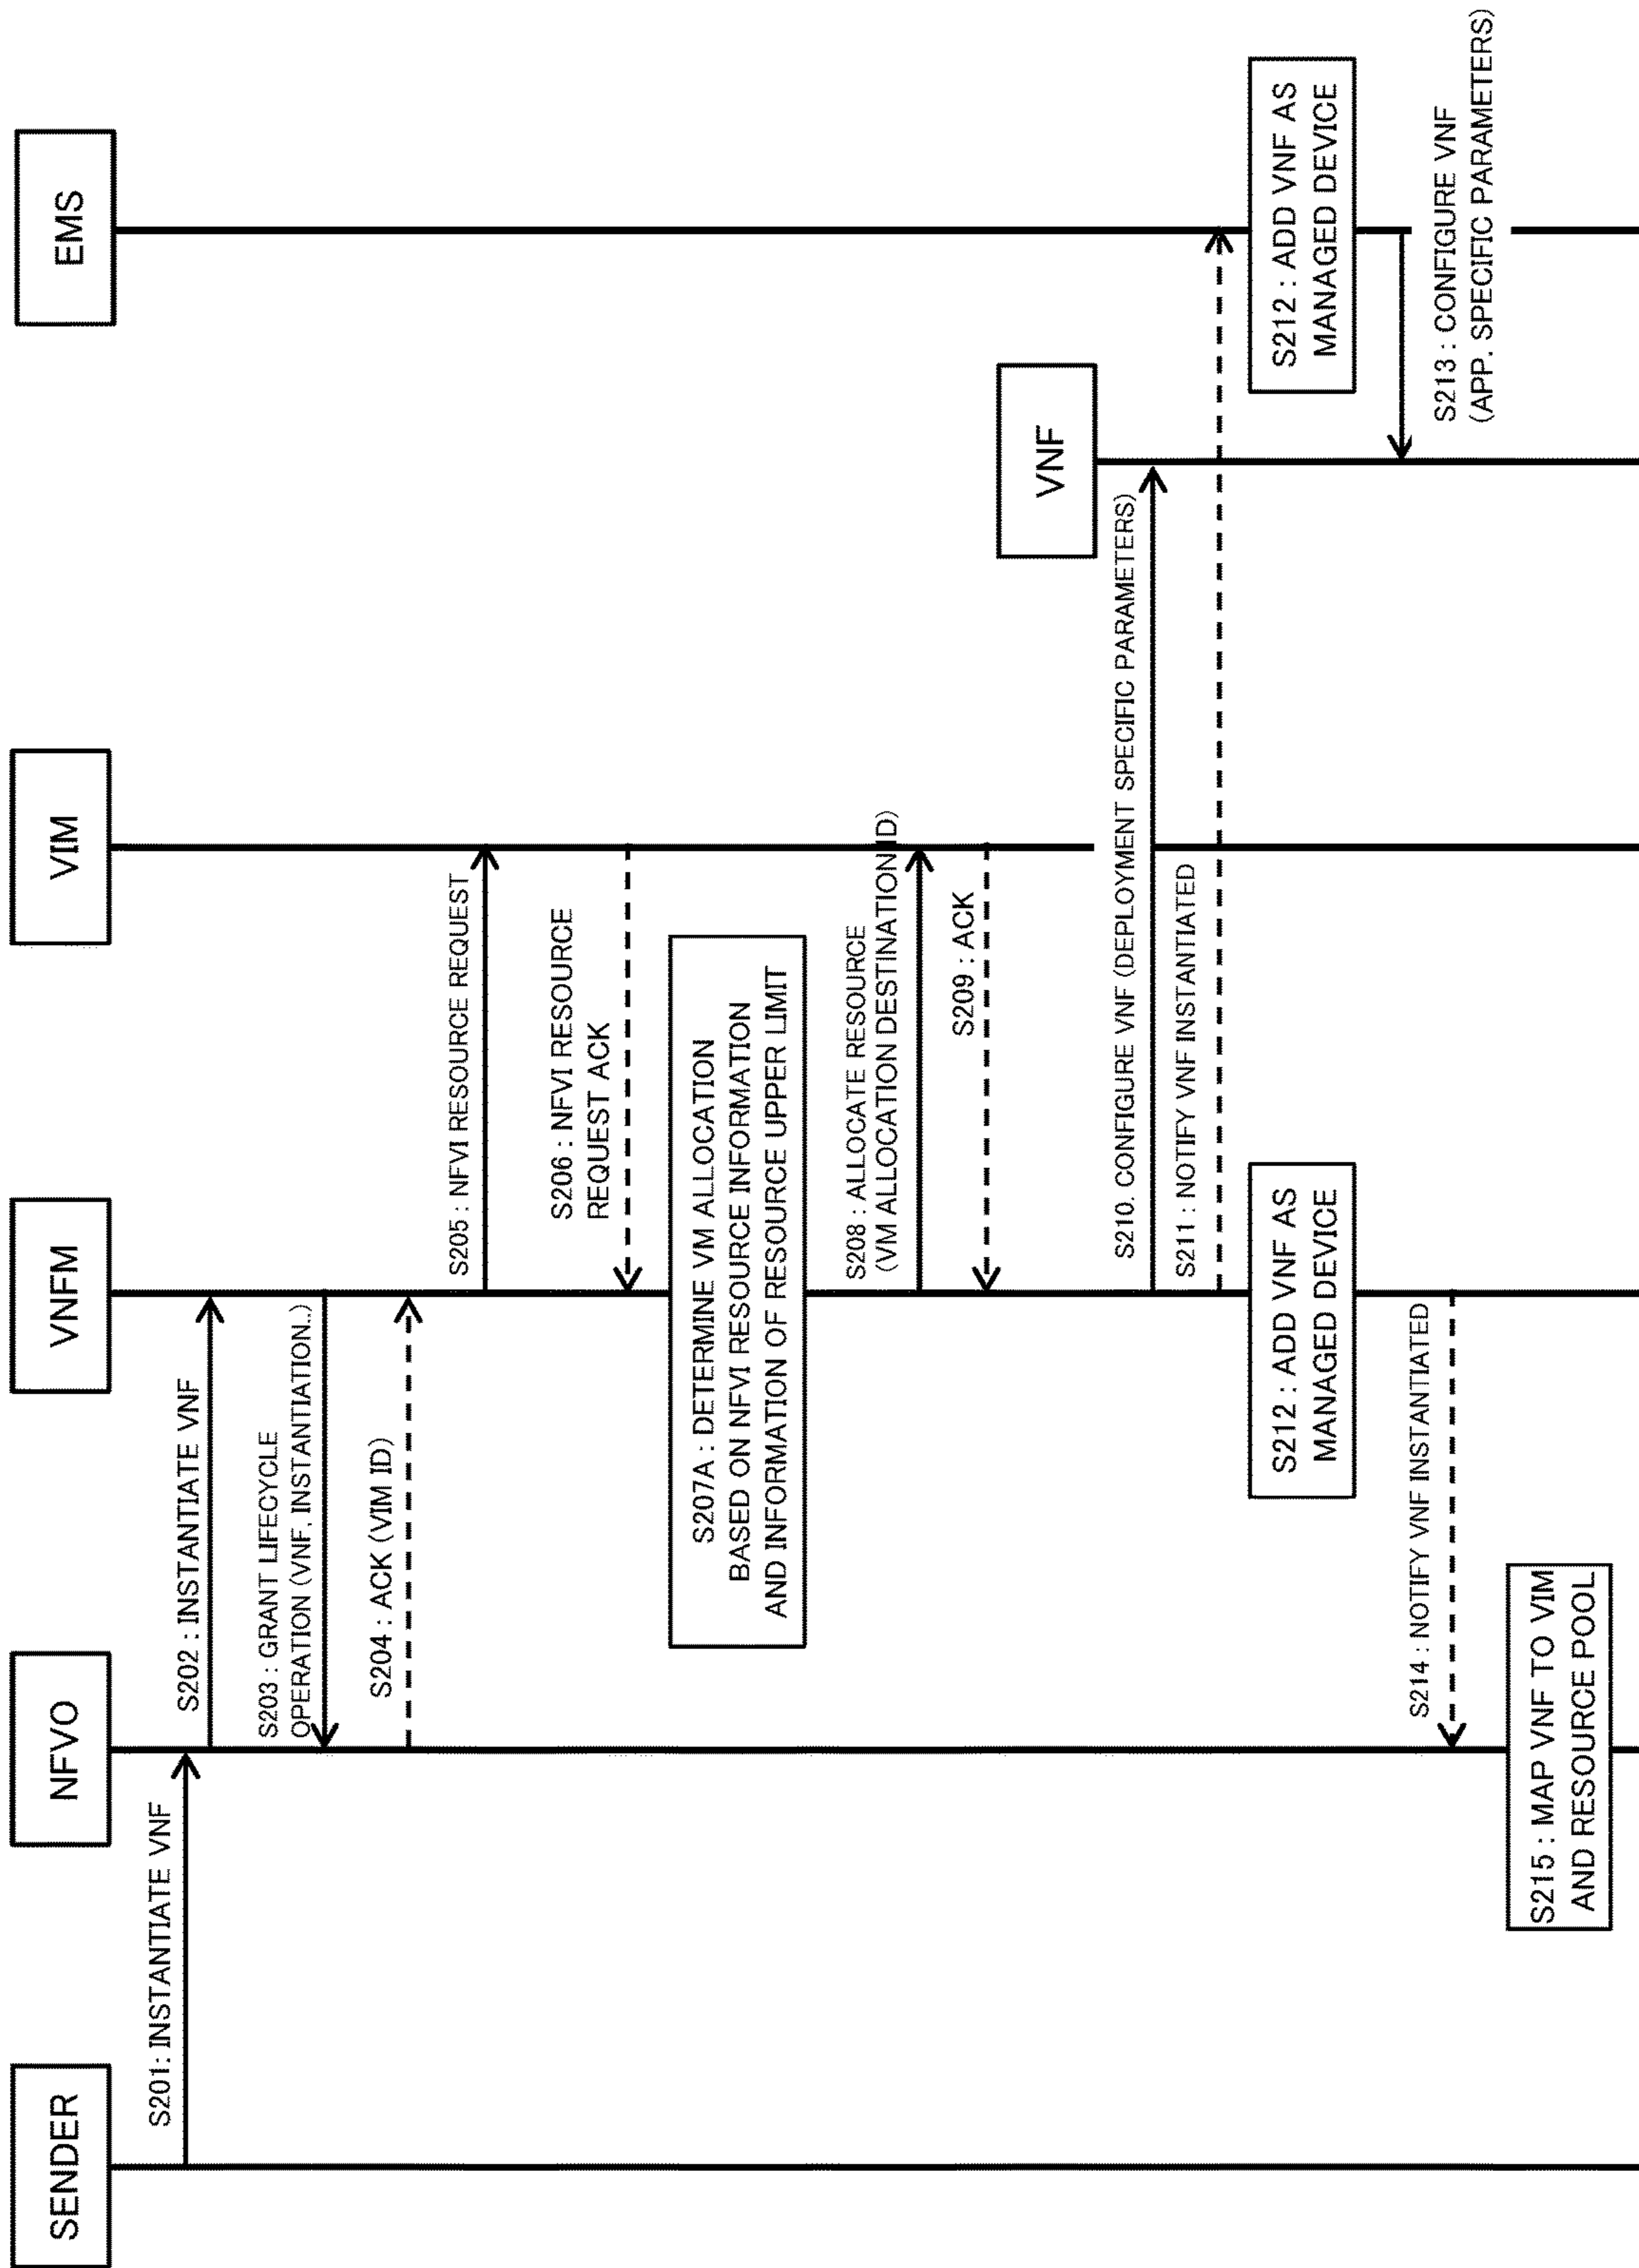 SENDER
NFVO
VNFM
VIM
VNF
EMS
S201: INSTANTIATE VNF
S202 : INSTANTIATE VNF
S203 : GRANT LIFECYCLE
OPERATION (VNF, INSTANTIATION..)
S204 : ACK (VIM ID)
S205 : NFVI RESOURCE REQUEST
S206 : NFVI RESOURCE
REQUEST ACK
S207A : DETERMINE VM ALLOCATION
BASED ON NFVI RESOURCE INFORMATION
AND INFORMATION OF RESOURCE UPPER LIMIT
S208 : ALLOCATE RESOURCE
(VM ALLOCATION DESTINATION ID)
S209 : ACK
S210. CONFIGURE VNF (DEPLOYMENT SPECIFIC PARAMETERS)
S211 : NOTIFY VNF INSTANTIATED
S212 : ADD VNF AS
MANAGED DEVICE
S212 : ADD VNF AS
MANAGED DEVICE
S213 : CONFIGURE VNF
(APP. SPECIFIC PARAMETERS)
S214 : NOTIFY VNF INSTANTIATED
S215 : MAP VNF TO VIM
AND RESOURCE POOL